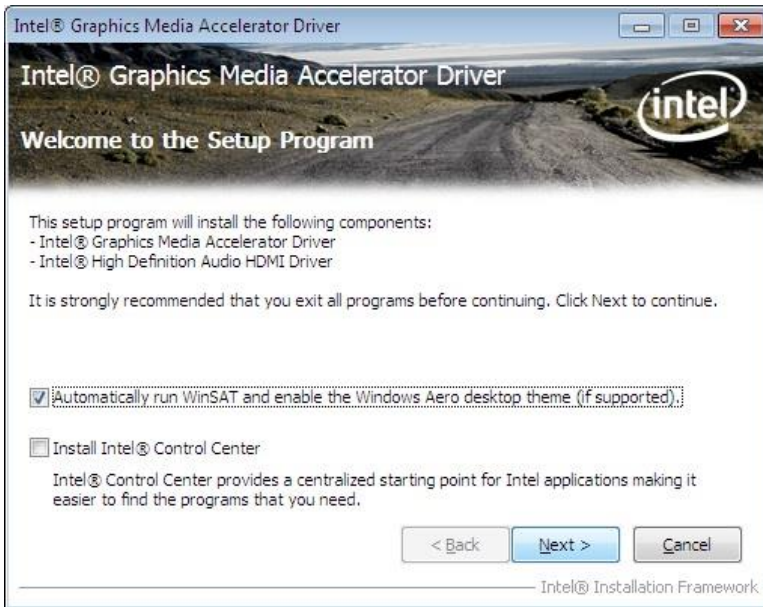 Intel® Graphics Media Accelerator Driver
Intel® Graphics Media Accelerator Driver
intel
Welcome to the Setup Program
This setup program will install the following components:
- Intel® Graphics Media Accelerator Driver
- Intel® High Definition Audio HDMI Driver
It is strongly recommended that you exit all programs before continuing. Click Next to continue.
Automatically run WinSAT and enable the Windows Aero desktop theme (if supported).
Install Intel® Control Center
Intel® Control Center provides a centralized starting point for Intel applications making it
easier to find the programs that you need.
< Back Next > Cancel
Intel® Installation Framework